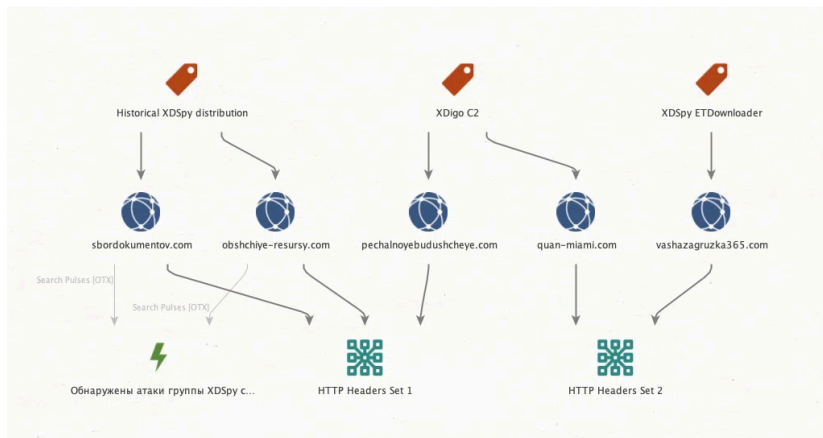 Historical XDSpy distribution
XDigo C2
XDSpy ETDownloader
sbordokumentov.com
obshchiye-resursy.com
pechalnoyebudushcheye.com
quan-miami.com
vashazagruzka365.com
Search Pulses [OTX]
Search Pulses [OTX]
Обнаружены атаки группы XDSpy с...
HTTP Headers Set 1
HTTP Headers Set 2